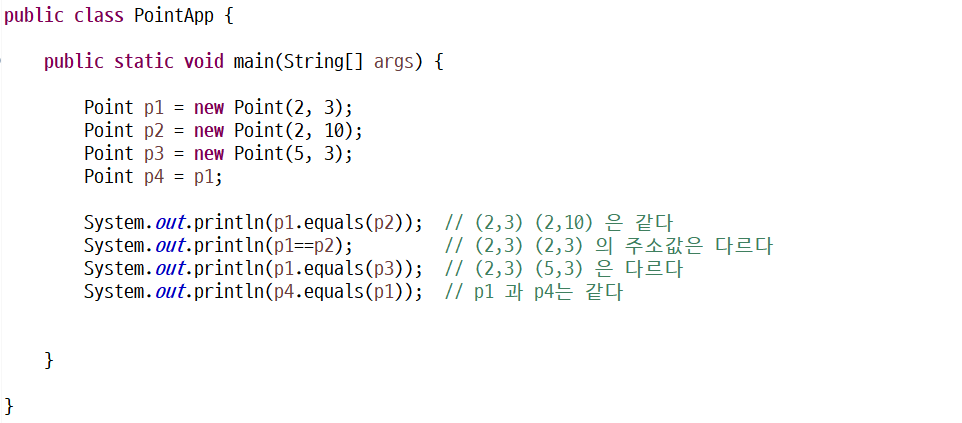 public class PointApp {
public static void main(String[] args) {
Point p1 = new Point(2, 3);
Point p2 = new Point(2, 10);
Point p3 = new Point(5, 3);
Point p4 = p1;
System.out.println(p1.equals(p2));  // (2,3) (2,10) 은 같다
System.out.println(p1==p2);         // (2,3) (2,3) 의 주소값은 다르다
System.out.println(p1.equals(p3));  // (2,3) (5,3) 은 다르다
System.out.println(p4.equals(p1));  // p1 과 p4는 같다
}
}